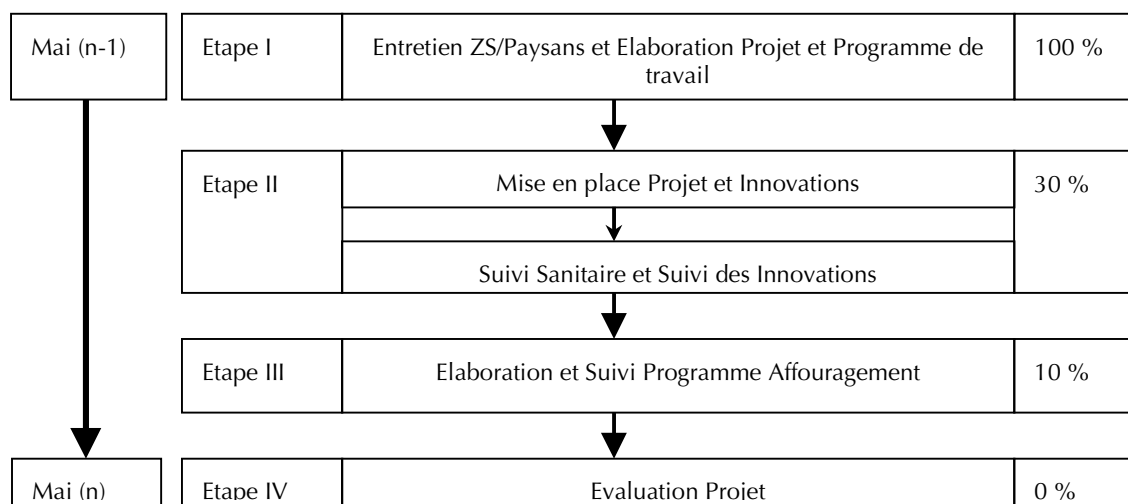 Mai (n-1)
Etape I
Entretien ZS/Paysans et Elaboration Projet et Programme de
travail
100 %
Etape II
Mise en place Projet et Innovations
30 %
Suivi Sanitaire et Suivi des Innovations
Etape III
Elaboration et Suivi Programme Affouragement
10 %
Mai (n)
Etape IV
Evaluation Projet
0 %